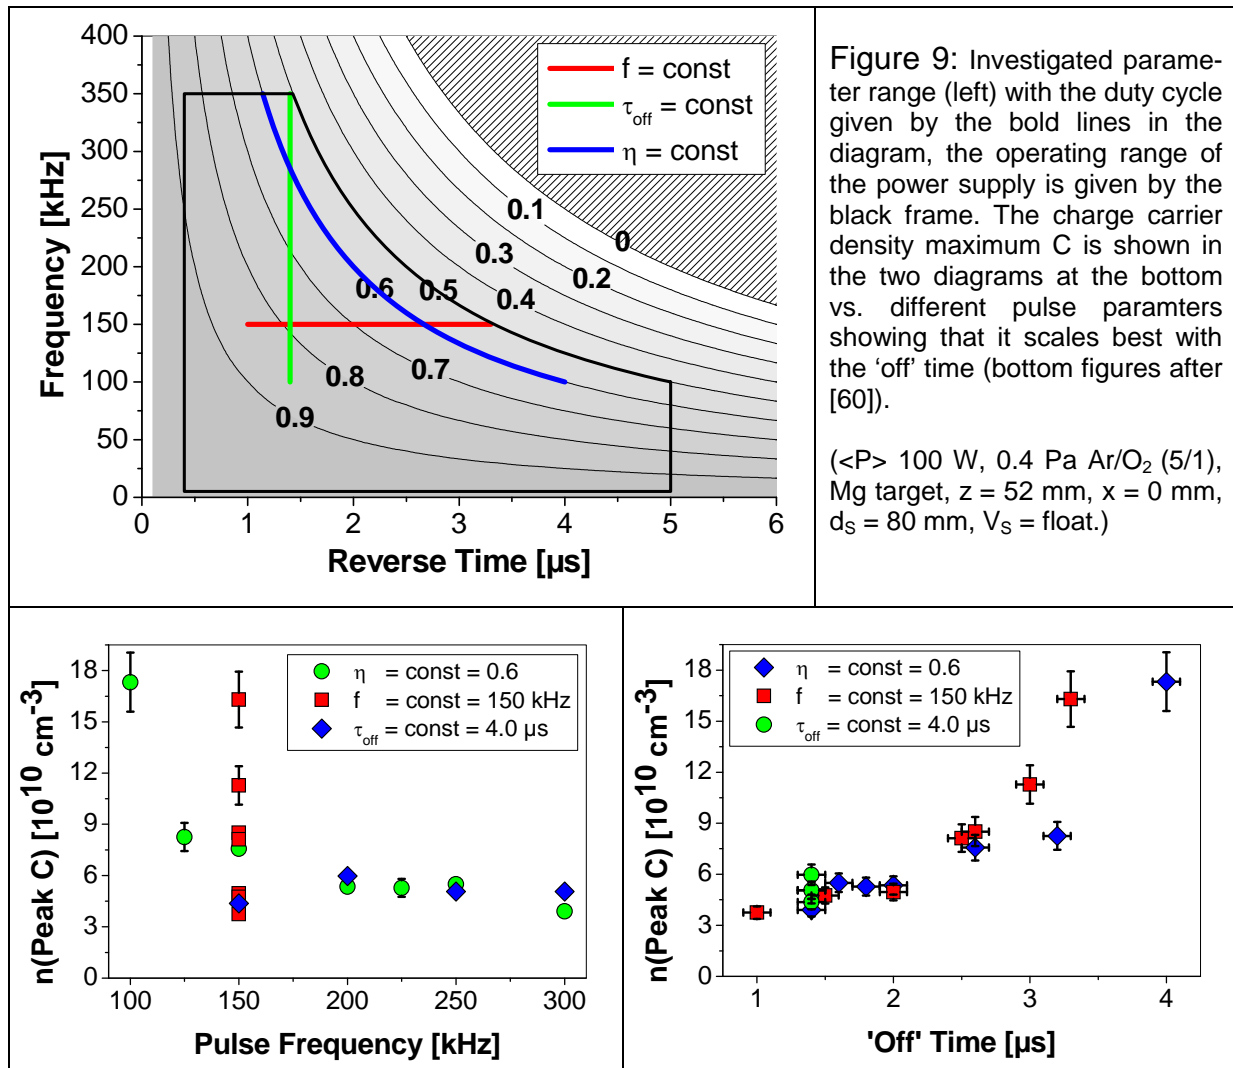 400
350
300
250
200
150
100
50
0
Frequency [kHz]
0
1
2
3
4
5
6
Reverse Time [µs]
f = const
τoff = const
η = const
0.1
0
0.2
0.3
0.4
0.5
0.6
0.7
0.8
0.9
Figure 9: Investigated parame-
ter range (left) with the duty cycle
given by the bold lines in the
diagram, the operating range of
the power supply is given by the
black frame. The charge carrier
density maximum C is shown in
the two diagrams at the bottom
vs. different pulse paramters
showing that it scales best with
the ‘off’ time (bottom figures after
[60]).
(<P> 100 W, 0.4 Pa Ar/O2 (5/1),
Mg target, z = 52 mm, x = 0 mm,
dS = 80 mm, VS = float.)
18
15
12
9
6
3
0
n(Peak C) [10^10 cm^-3]
η = const = 0.6
f = const = 150 kHz
τoff = const = 4.0 µs
100
150
200
250
300
Pulse Frequency [kHz]
18
15
12
9
6
3
0
n(Peak C) [10^10 cm^-3]
η = const = 0.6
f = const = 150 kHz
τoff = const = 4.0 µs
1
2
3
4
'Off' Time [µs]